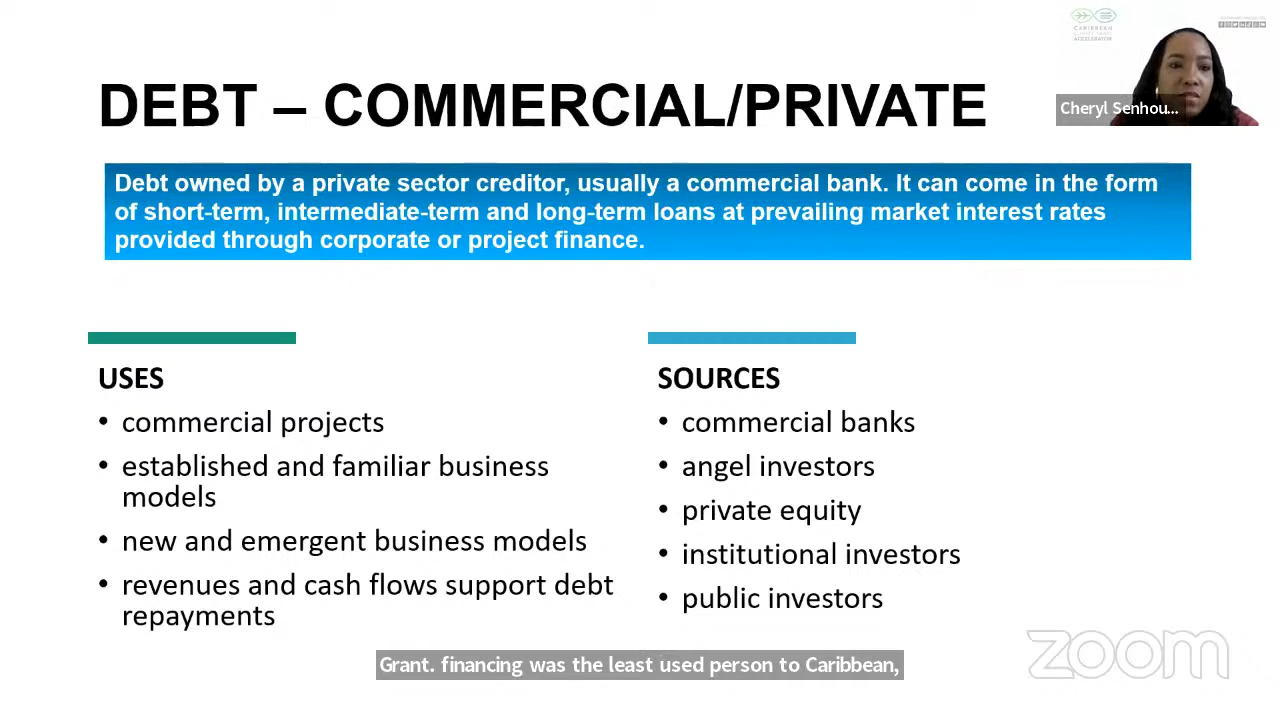 CARIBBEAN
ACCELERATOR
DEBT – COMMERCIAL/PRIVATE
Cheryl Senhou...
Debt owned by a private sector creditor, usually a commercial bank. It can come in the form
of short-term, intermediate-term and long-term loans at prevailing market interest rates
provided through corporate or project finance.
USES
• commercial projects
• established and familiar business
models
• new and emergent business models
• revenues and cash flows support debt
repayments
SOURCES
• commercial banks
• angel investors
• private equity
• institutional investors
• public investors
zoom
Grant. financing was the least used person to Caribbean,